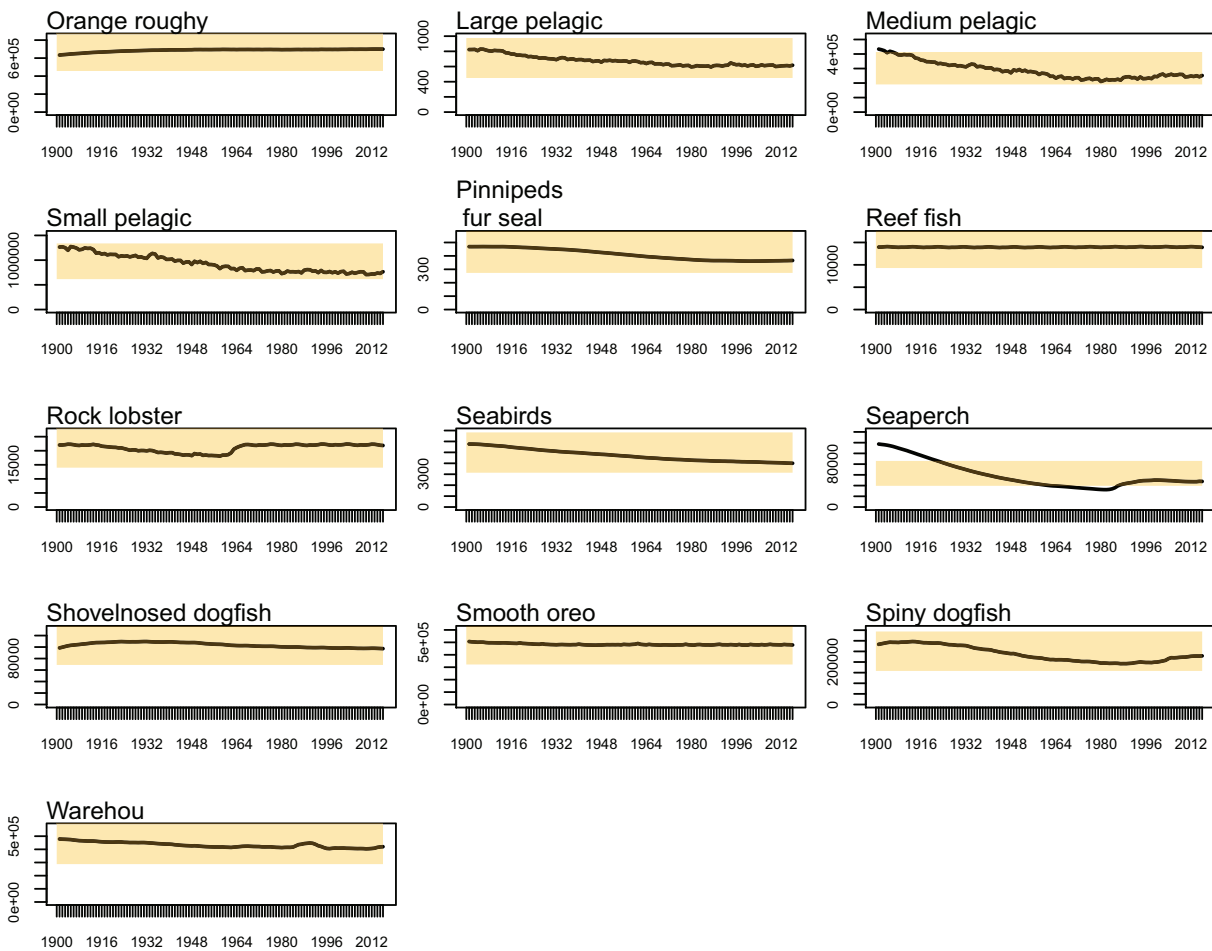 Orange roughy
Large pelagic
Medium pelagic
0e+00 6e+05
0 400 1000
0e+00 4e+05
1900 1916 1932 1948 1964 1980 1996 2012
1900 1916 1932 1948 1964 1980 1996 2012
1900 1916 1932 1948 1964 1980 1996 2012
Small pelagic
Pinnipeds
fur seal
Reef fish
0 100000
0 300
0 10000
1900 1916 1932 1948 1964 1980 1996 2012
1900 1916 1932 1948 1964 1980 1996 2012
1900 1916 1932 1948 1964 1980 1996 2012
Rock lobster
Seabirds
Seaperch
0 15000
0 3000
0 80000
1900 1916 1932 1948 1964 1980 1996 2012
1900 1916 1932 1948 1964 1980 1996 2012
1900 1916 1932 1948 1964 1980 1996 2012
Shovelnosed dogfish
Smooth oreo
Spiny dogfish
0 80000
0e+00 5e+05
0 200000
1900 1916 1932 1948 1964 1980 1996 2012
1900 1916 1932 1948 1964 1980 1996 2012
1900 1916 1932 1948 1964 1980 1996 2012
Warehou
0e+00 5e+05
1900 1916 1932 1948 1964 1980 1996 2012